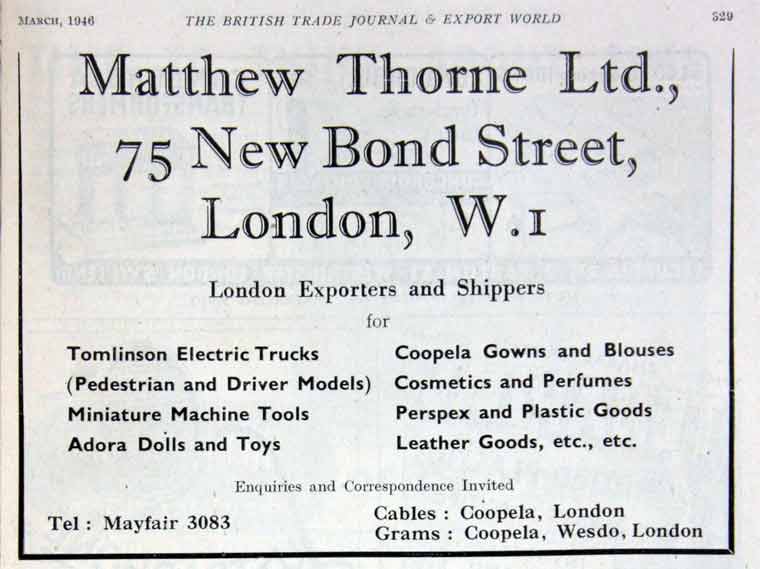 MARCH, 1946 THE BRITISH TRADE JOURNAL & EXPORT WORLD 329
Matthew Thorne Ltd.,
75 New Bond Street,
London, W.1
London Exporters and Shippers
for
Tomlinson Electric Trucks
(Pedestrian and Driver Models)
Miniature Machine Tools
Adora Dolls and Toys
Coopela Gowns and Blouses
Cosmetics and Perfumes
Perspex and Plastic Goods
Leather Goods, etc., etc.
Enquiries and Correspondence Invited
Tel : Mayfair 3083
Cables : Coopela, London
Grams : Coopela, Wesdo, London